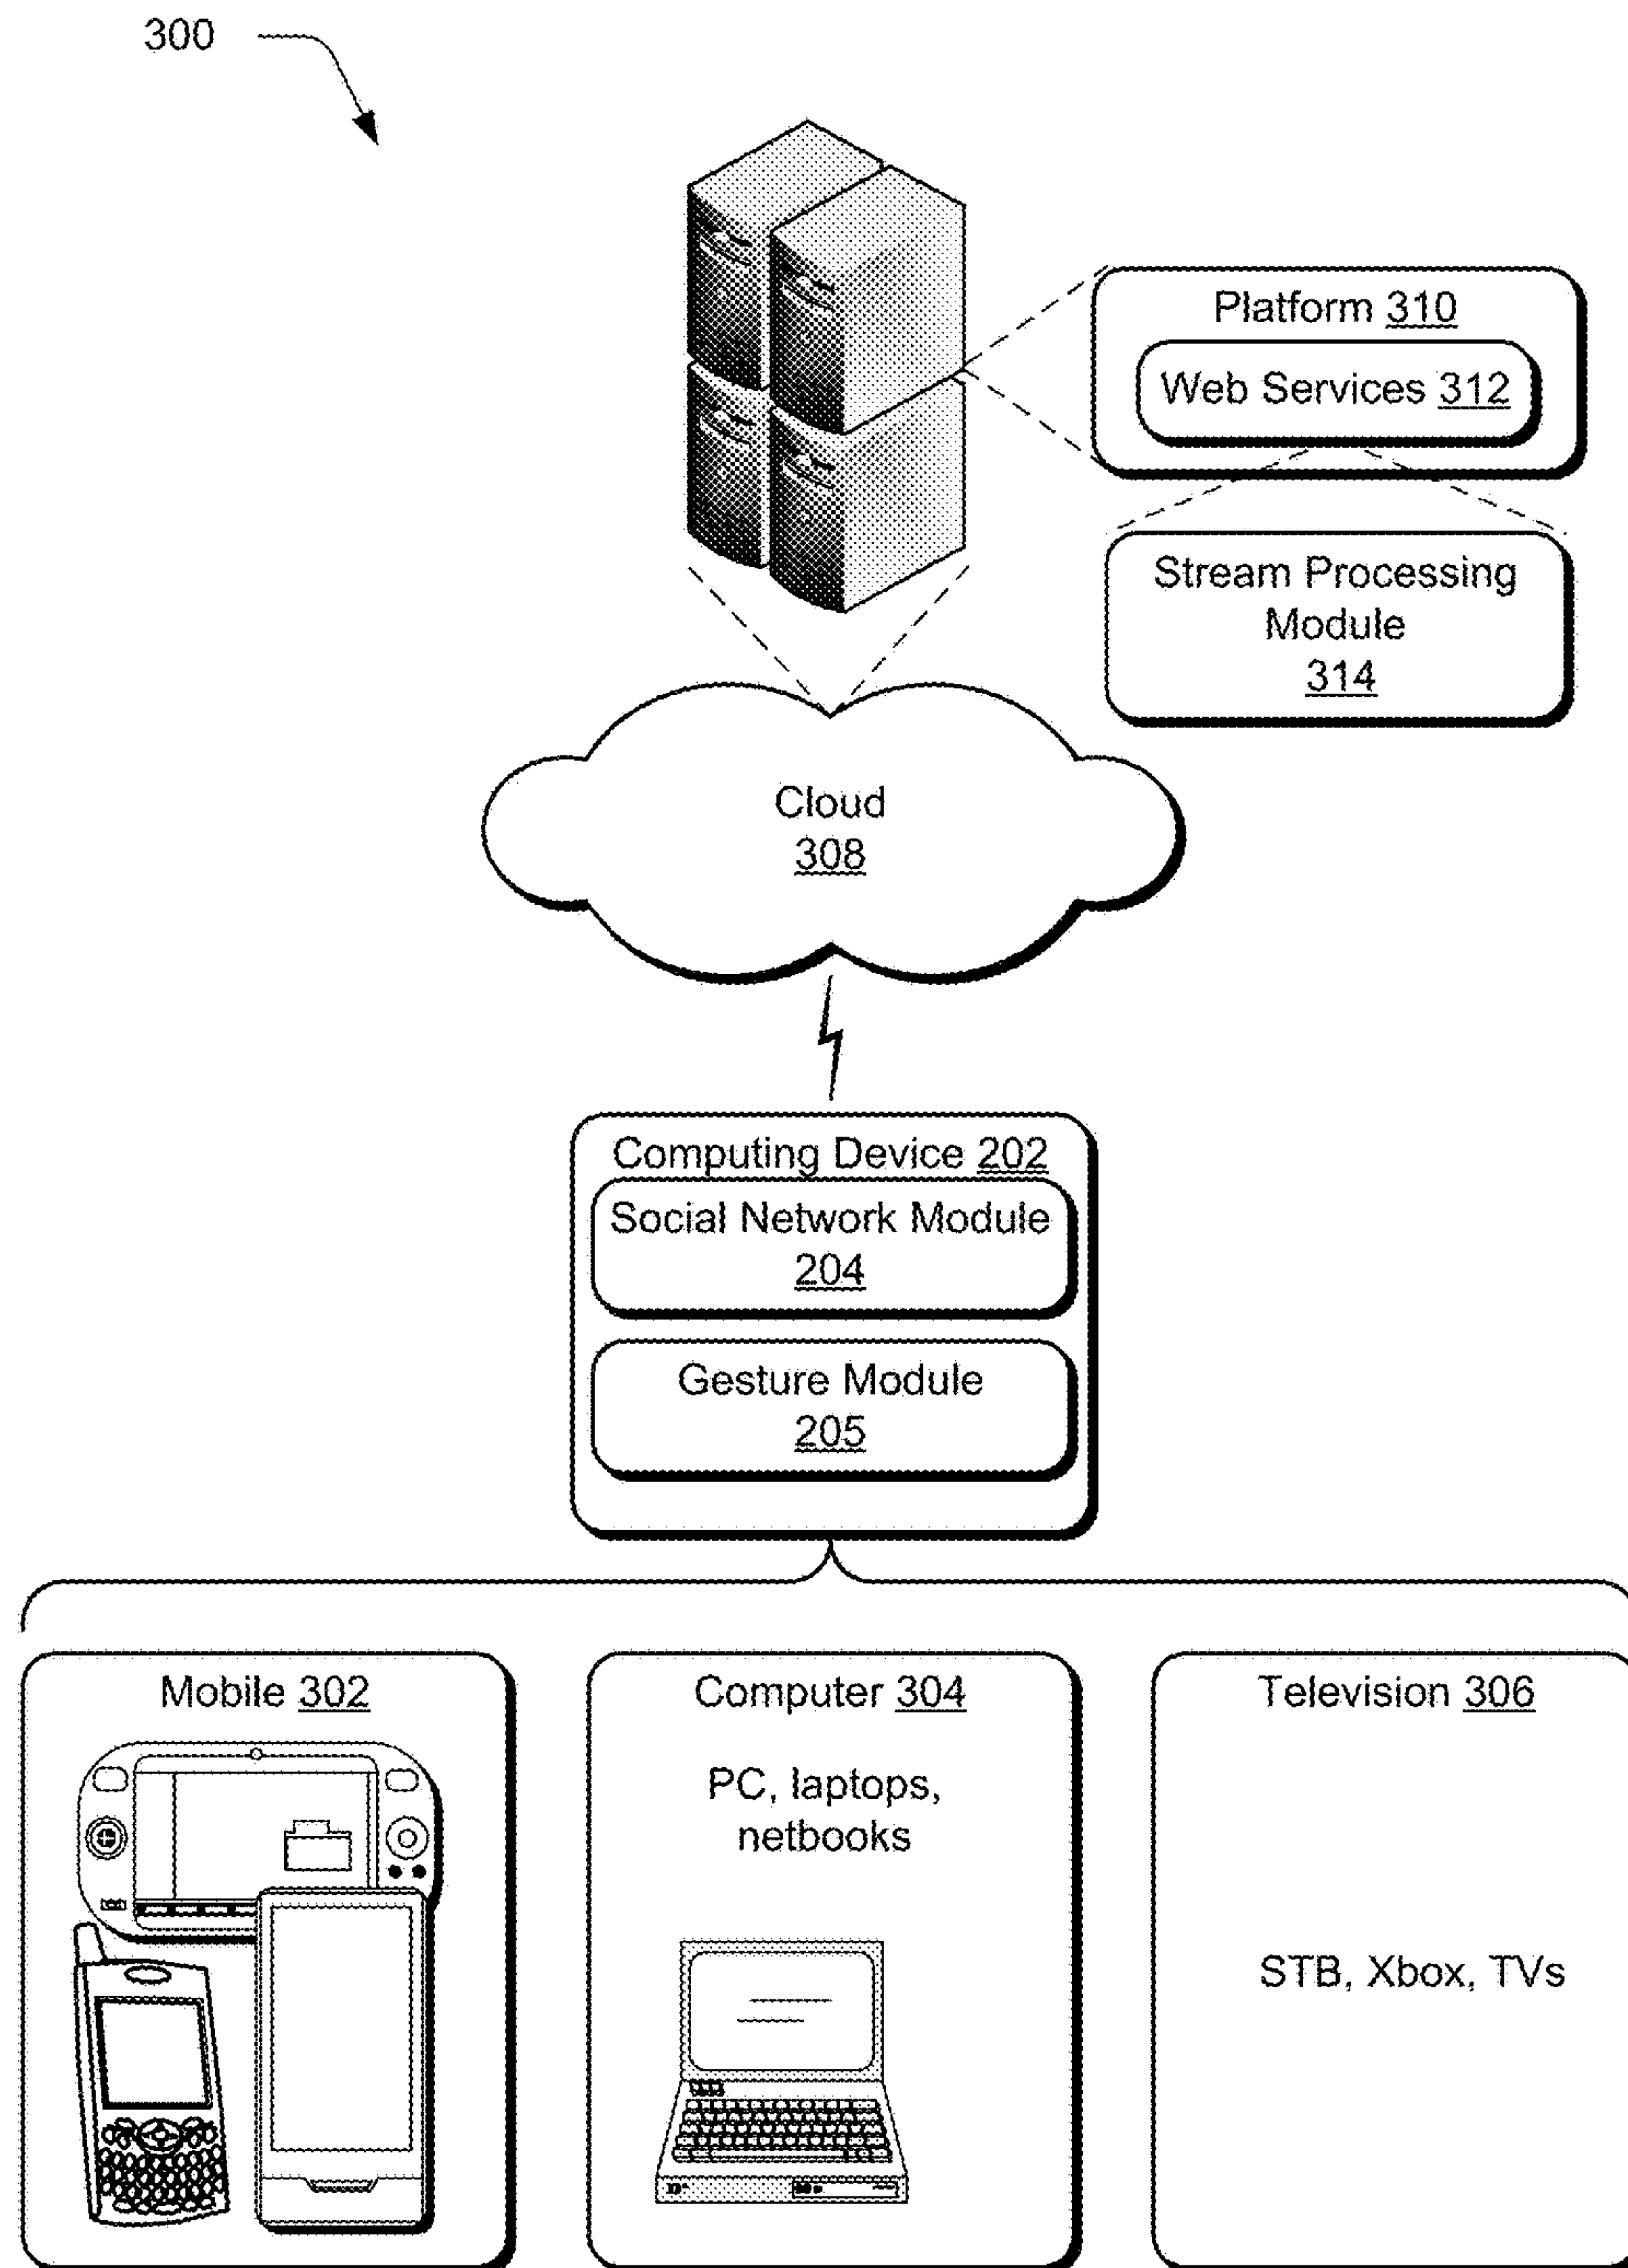 300
Platform 310
Web Services 312
Stream Processing
Module
314
Cloud
308
Computing Device 202
Social Network Module
204
Gesture Module
205
Mobile 302
Computer 304
PC, laptops,
netbooks
Television 306
STB, Xbox, TVs